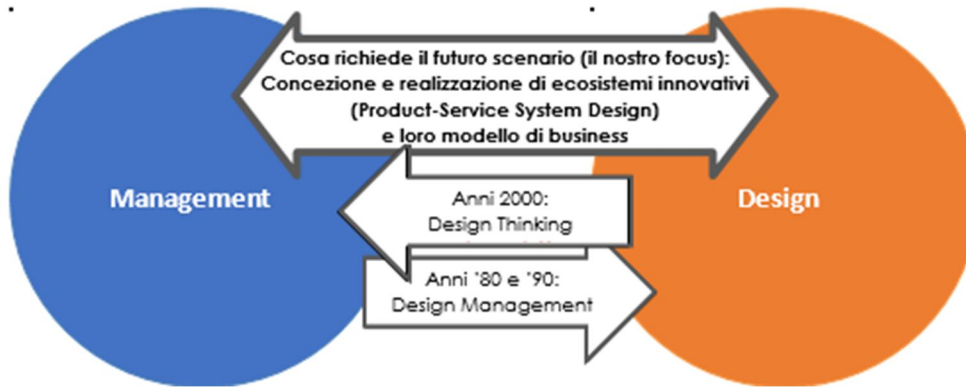 Cosa richiede il futuro scenario (il nostro focus):
Concezione e realizzazione di ecosistemi innovativi
(Product-Service System Design)
e loro modello di business
Management
Design
Anni 2000:
Design Thinking
Anni '80 e '90:
Design Management